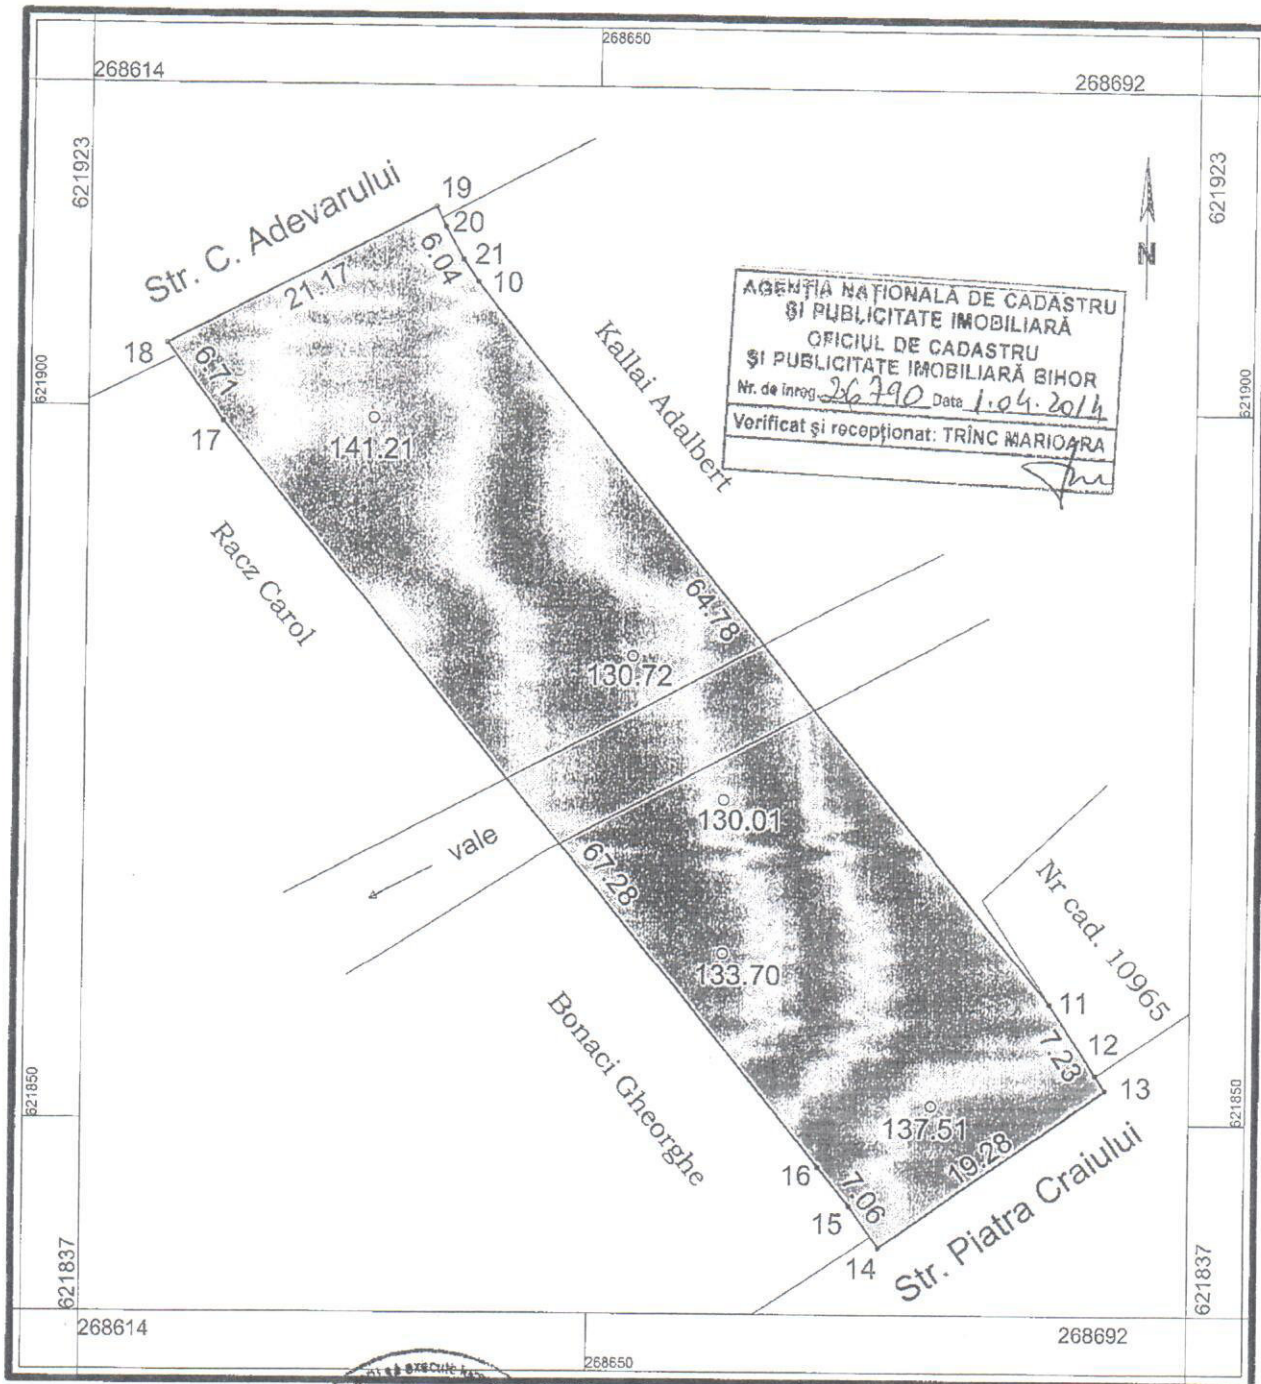 268650
268614
268692
621923
621923
19
20
21
10
Str. C. Adevarului
21.17
6.04
18
6.71
17
141.21
N
AGENȚIA NAȚIONALĂ DE CADASTRU
ȘI PUBLICITATE IMOBILIARĂ
OFICIUL DE CADASTRU
ȘI PUBLICITATE IMOBILIARĂ BIHOR
Nr. de inreg. 26790 Data 1.04.2014
Verificat și recepționat: TRÎNC MARIOARA
621900
621900
Kallai Adalbert
Racz Carol
64.78
130.72
130.01
vale
67.28
133.70
Nr cad. 10965
Bonaci Gheorghe
11
7.23
12
13
621850
621850
137.51
19.28
16
7.06
15
14
Str. Piatra Craiului
621837
621837
268614
268692
268650